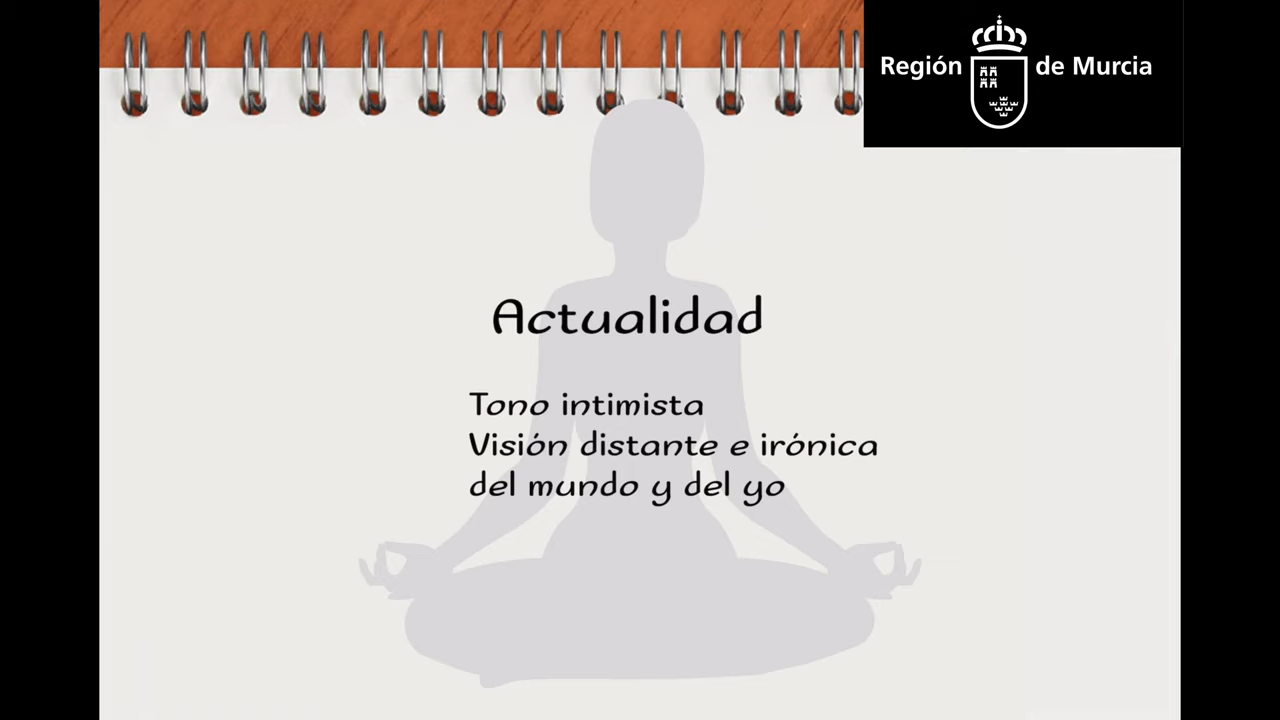 Región de Murcia
Actualidad
Tono intimista
Visión distante e irónica
del mundo y del yo